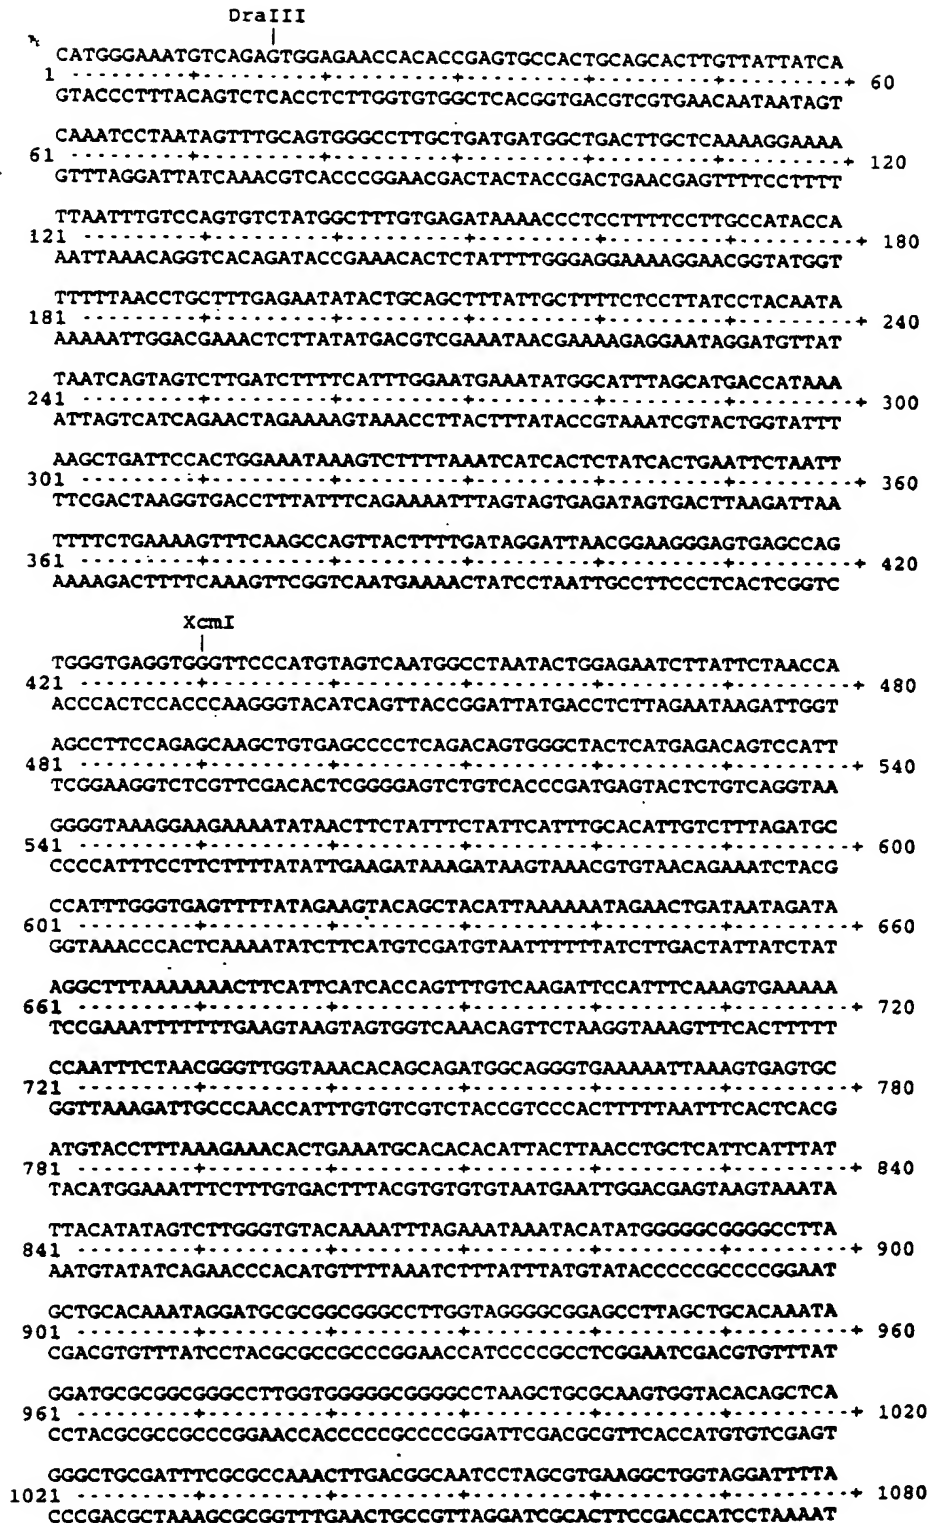 DraIII
CATGGGAAATGTCAGAGTGGAGAACCACACCGAGTGCCACTGCAGCACTTGTTATTATCA
1 ---------+---------+---------+---------+---------+---------+ 60
GTACCCTTTACAGTCTCACCTCTTGGTGTGGCTCACGGTGACGTCGTGAACAATAATAGT
CAAATCCTAATAGTTTGCAGTGGGCCTTGCTGATGATGGCTGACTTGCTCAAAAGGAAAA
61 ---------+---------+---------+---------+---------+---------+ 120
GTTTAGGATTATCAAACGTCACCCGGAACGACTACTACCGACTGAACGAGTTTTCCTTTT
TTAATTTGTCCAGTGTCTATGGCTTTGTGAGATAAAACCCTCCTTTTCCTTGCCATACCA
121 ---------+---------+---------+---------+---------+---------+ 180
AATTAAACAGGTCACAGATACCGAAACACTCTATTTTGGGAGGAAAAGGAACGGTATGGT
TTTTTAACCTGCTTTGAGAATATACTGCAGCTTTATTGCTTTTCTCCTTATCCTACAATA
181 ---------+---------+---------+---------+---------+---------+ 240
AAAAATTGGACGAAACTCTTATATGACGTCGAAATAACGAAAAGAGGAATAGGATGTTAT
TAATCAGTAGTCTTGATCTTTTCATTTGGAATGAAATATGGCATTTAGCATGACCATAAA
241 ---------+---------+---------+---------+---------+---------+ 300
ATTAGTCATCAGAACTAGAAAAGTAAACCTTACTTTATACCGTAAATCGTACTGGTATTT
AAGCTGATTCCACTGGAAATAAAGTCTTTTAAATCATCACTCTATCACTGAATTCTAATT
301 ---------+---------+---------+---------+---------+---------+ 360
TTCGACTAAGGTGACCTTTATTTCAGAAAATTTAGTAGTGAGATAGTGACTTAAGATTAA
TTTTCTGAAAAGTTTCAAGCCAGTTACTTTTGATAGGATTAACGGAAGGGAGTGAGCCAG
361 ---------+---------+---------+---------+---------+---------+ 420
AAAAGACTTTTCAAAGTTCGGTCAATGAAAACTATCCTAATTGCCTTCCCTCACTCGGTC
XcmI
TGGGTGAGGTGGGTTCCCATGTAGTCAATGGCCTAATACTGGAGAATCTTATTCTAACCA
421 ---------+---------+---------+---------+---------+---------+ 480
ACCCACTCCACCCAAGGGTACATCAGTTACCGGATTATGACCTCTTAGAATAAGATTGGT
AGCCTTCCAGAGCAAGCTGTGAGCCCCTCAGACAGTGGGCTACTCATGAGACAGTCCATT
481 ---------+---------+---------+---------+---------+---------+ 540
TCGGAAGGTCTCGTTCGACACTCGGGGAGTCTGTCACCCGATGAGTACTCTGTCAGGTAA
GGGGTAAAGGAAGAAAATATAACTTCTATTTCTATTCATTTGCACATTGTCTTTAGATGC
541 ---------+---------+---------+---------+---------+---------+ 600
CCCCATTTCCTTCTTTTATATTGAAGATAAAGATAAGTAAACGTGTAACAGAAATCTACG
CCATTTGGGTGAGTTTTATAGAAGTACAGCTACATTAAAAAATAGAACTGATAATAGATA
601 ---------+---------+---------+---------+---------+---------+ 660
GGTAAACCCACTCAAAATATCTTCATGTCGATGTAATTTTTTATCTTGACTATTATCTAT
AGGCTTTAAAAAAACTTCATTCATCACCAGTTTGTCAAGATTCCATTTCAAAGTGAAAAA
661 ---------+---------+---------+---------+---------+---------+ 720
TCCGAAATTTTTTTGAAGTAAGTAGTGGTCAAACAGTTCTAAGGTAAAGTTTCACTTTTT
CCAATTTCTAACGGGTTGGTAAACACAGCAGATGGCAGGGTGAAAAATTAAAGTGAGTGC
721 ---------+---------+---------+---------+---------+---------+ 780
GGTTAAAGATTGCCCAACCATTTGTGTCGTCTACCGTCCCACTTTTTAATTTCACTCACG
ATGTACCTTTAAAGAAACACTGAAATGCACACACATTACTTAACCTGCTCATTCATTTAT
781 ---------+---------+---------+---------+---------+---------+ 840
TACATGGAAATTTCTTTGTGACTTTACGTGTGTGTAATGAATTGGACGAGTAAGTAAATA
TTACATATAGTCTTGGGTGTACAAAATTTAGAAATAAATACATATGGGGGCGGGGCCTTA
841 ---------+---------+---------+---------+---------+---------+ 900
AATGTATATCAGAACCCACATGTTTTAAATCTTTATTTATGTATACCCCCGCCCCGGAAT
GCTGCACAAATAGGATGCGCGGCGGGCCTTGGTAGGGGCGGAGCCTTAGCTGCACAAATA
901 ---------+---------+---------+---------+---------+---------+ 960
CGACGTGTTTATCCTACGCGCCGCCCGGAACCATCCCCGCCTCGGAATCGACGTGTTTAT
GGATGCGCGGCGGGCCTTGGTGGGGGCGGGGCCTAAGCTGCGCAAGTGGTACACAGCTCA
961 ---------+---------+---------+---------+---------+---------+ 1020
CCTACGCGCCGCCCGGAACCACCCCCGCCCCGGATTCGACGCGTTCACCATGTGTCGAGT
GGGCTGCGATTTCGCGCCAAACTTGACGGCAATCCTAGCGTGAAGGCTGGTAGGATTTTA
1021 ---------+---------+---------+---------+---------+---------+ 1080
CCCGACGCTAAAGCGCGGTTTGAACTGCCGTTAGGATCGCACTTCCGACCATCCTAAAAT